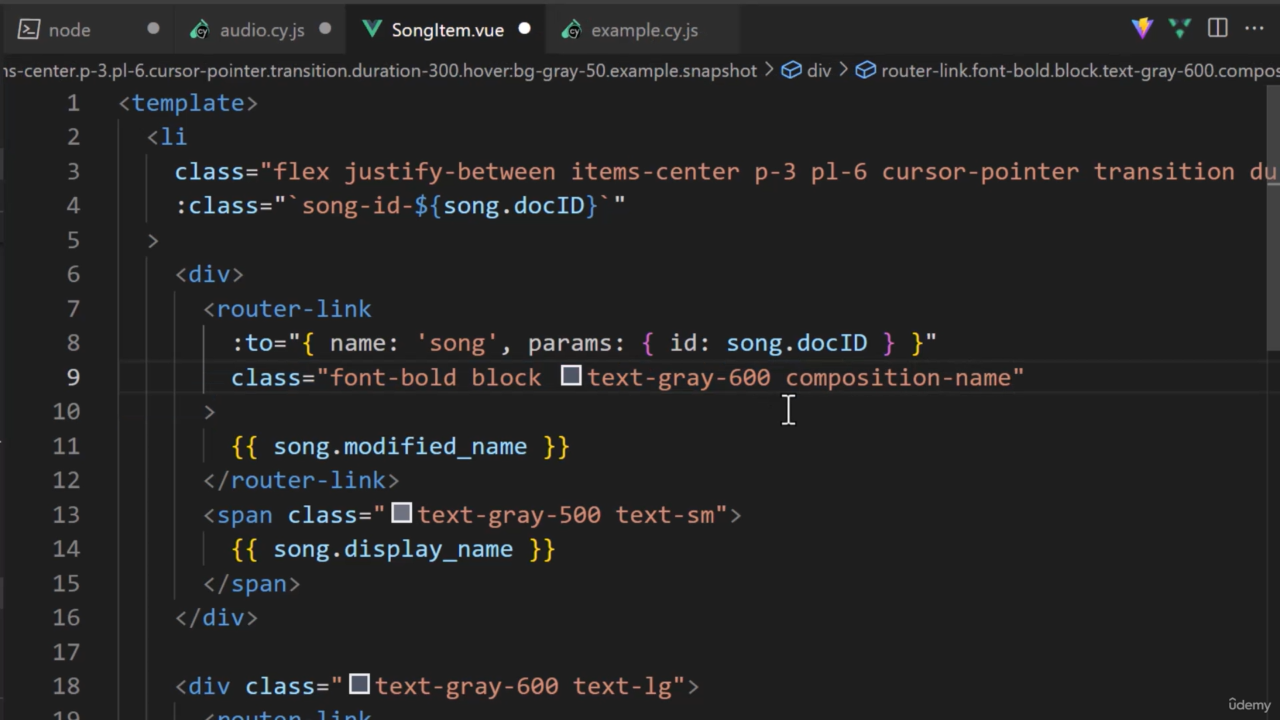 node
audio.cy.js
SongItem.vue
example.cy.js
ns-center.p-3.pl-6.cursor-pointer.transition.duration-300.hover:bg-gray-50.example.snapshot > div > router-link.font-bold.block.text-gray-600.compos
1 <template>
2 <li
3 class="flex justify-between items-center p-3 pl-6 cursor-pointer transition du
4 :class="`song-id-${song.docID}`"
5 >
6 <div>
7 <router-link
8 :to="{ name: 'song', params: { id: song.docID } }"
9 class="font-bold block text-gray-600 composition-name"
10 >
11 {{ song.modified_name }}
12 </router-link>
13 <span class="text-gray-500 text-sm">
14 {{ song.display_name }}
15 </span>
16 </div>
17
18 <div class="text-gray-600 text-lg">
19 <router-link
ûdemy